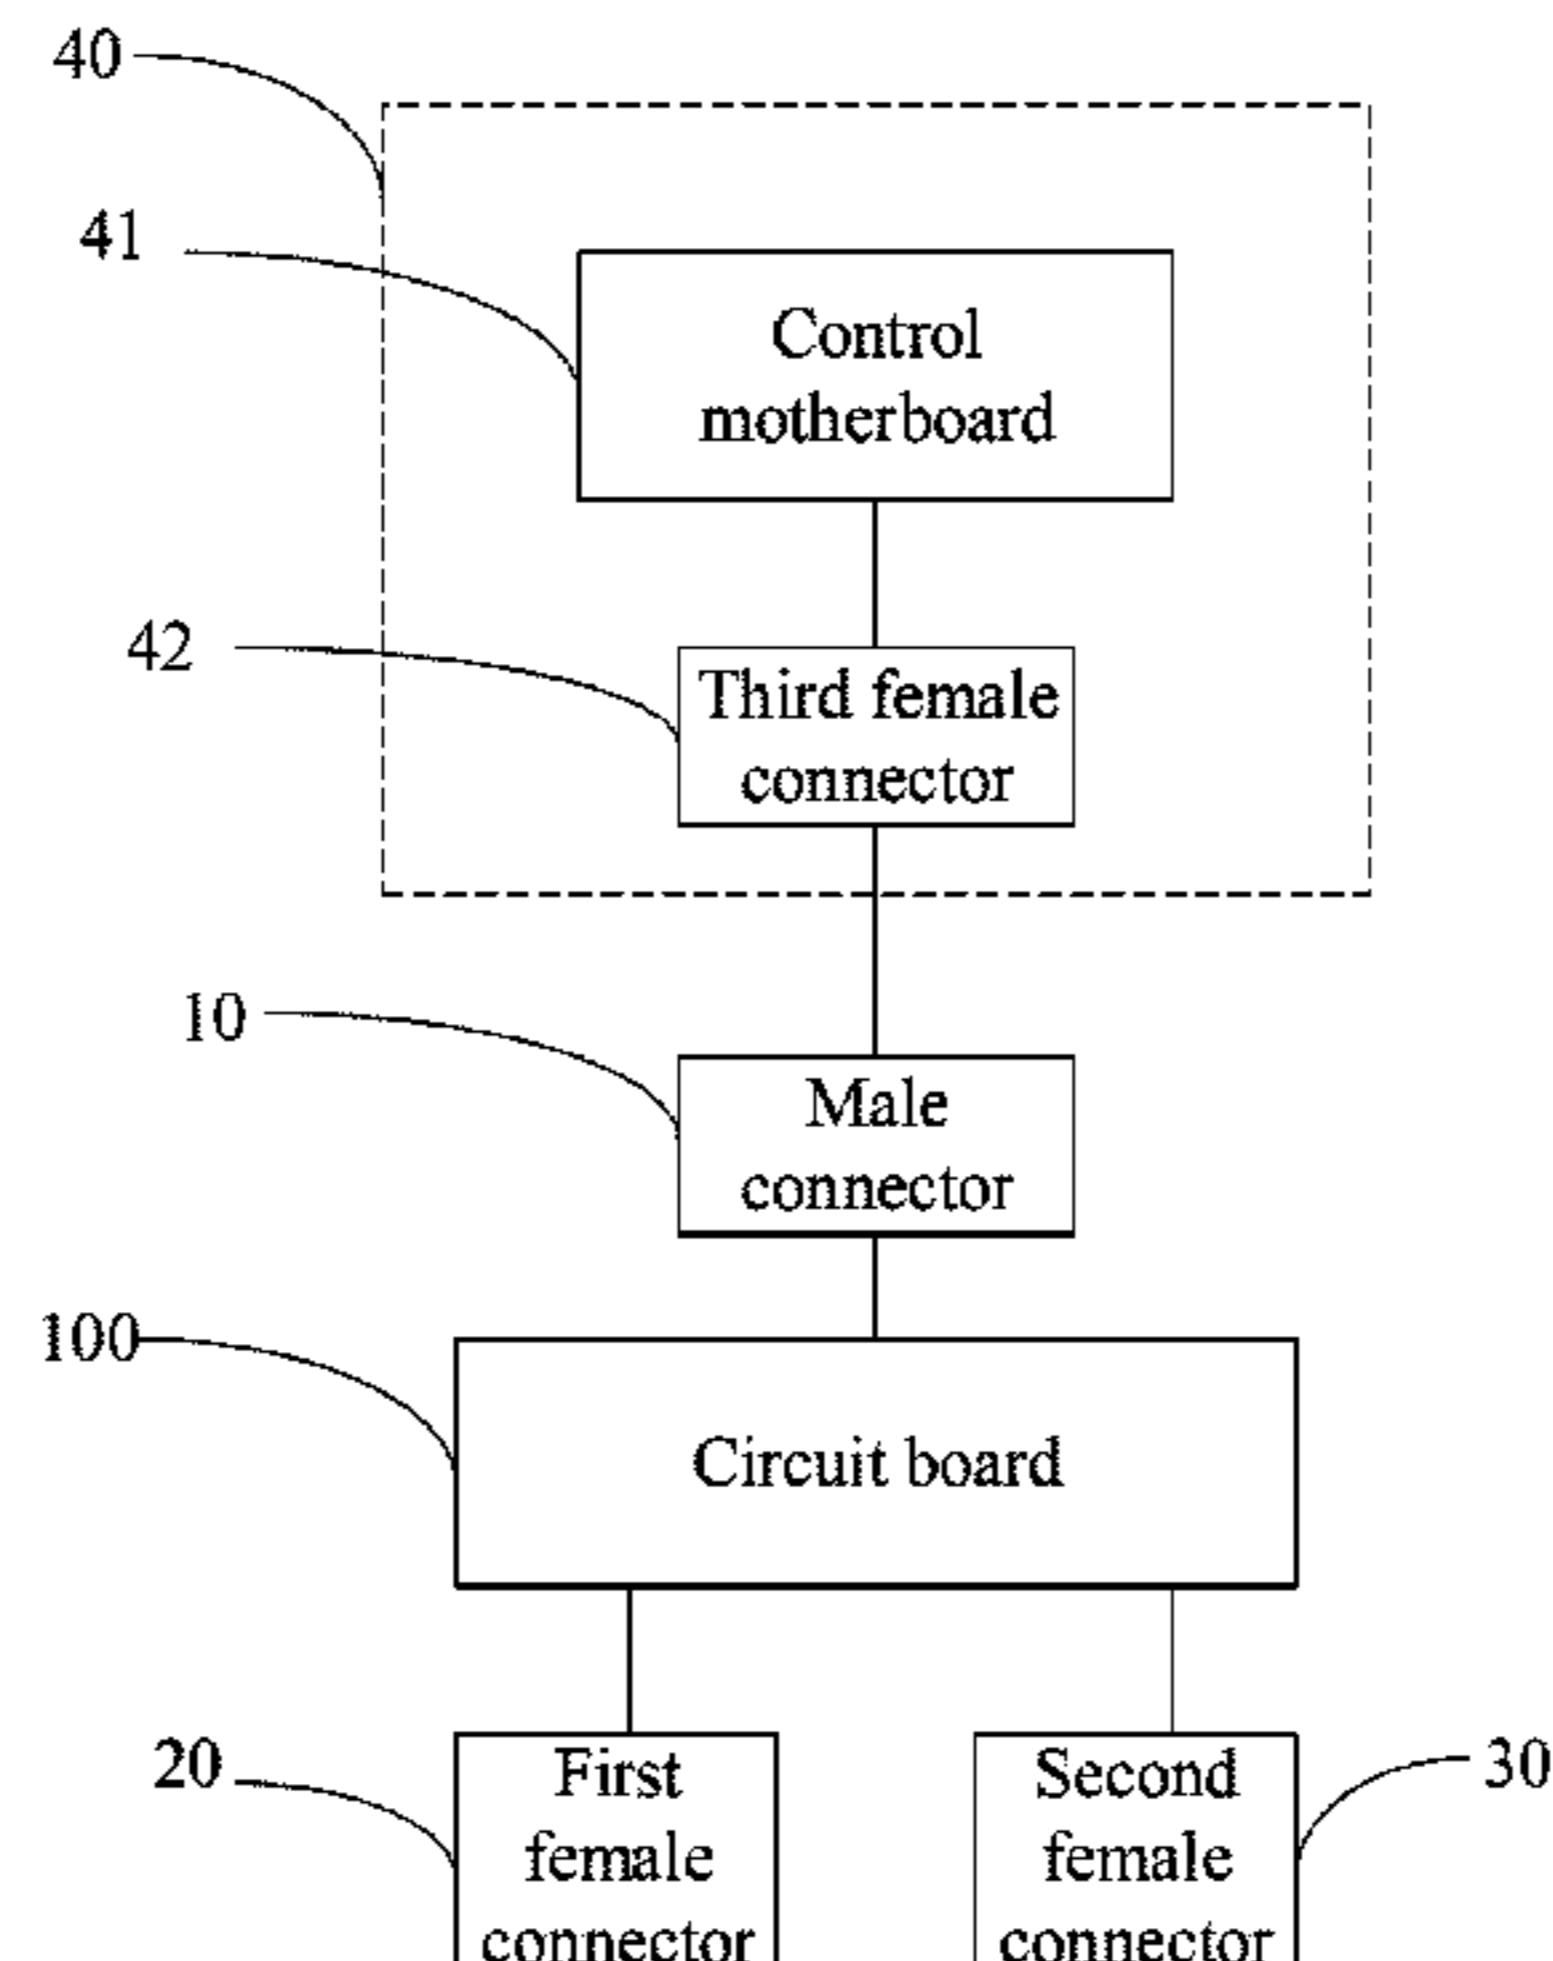 40
41
Control
motherboard
42
Third female
connector
10
Male
connector
100
Circuit board
20
First
female
connector
Second
female
connector
30